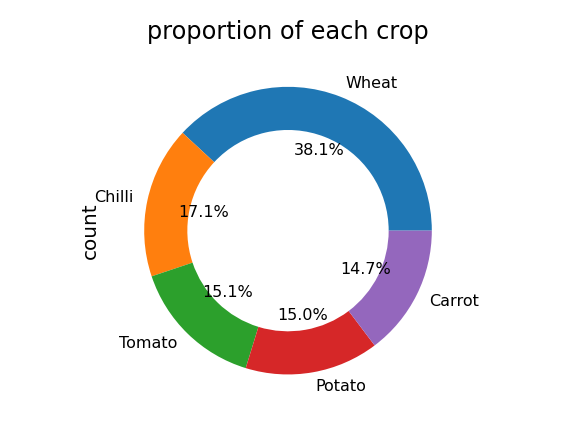 proportion of each crop
Wheat
38.1%
Chilli
17.1%
count
14.7%
15.1%
Carrot
15.0%
Tomato
Potato